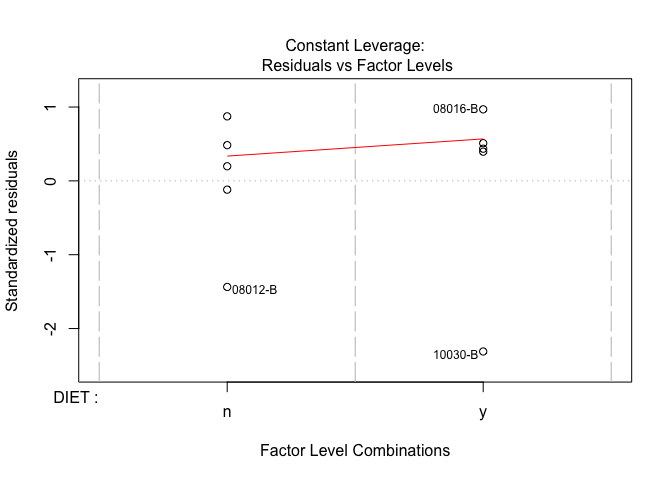 Constant Leverage:
Residuals vs Factor Levels
Standardized residuals
1
0
-1
-2
08016-B
08012-B
10030-B
DIET :
n
y
Factor Level Combinations